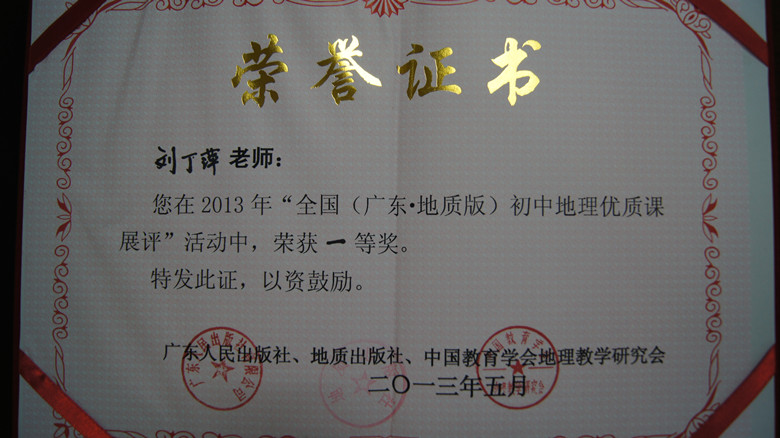 荣誉证书
刘丁萍 老师：
您在 2013 年“全国（广东·地质版）初中地理优质课
展评”活动中，荣获 一 等奖。
特发此证，以资鼓励。
广东人民出版社、地质出版社、中国教育学会地理教学研究会
二〇一三年五月